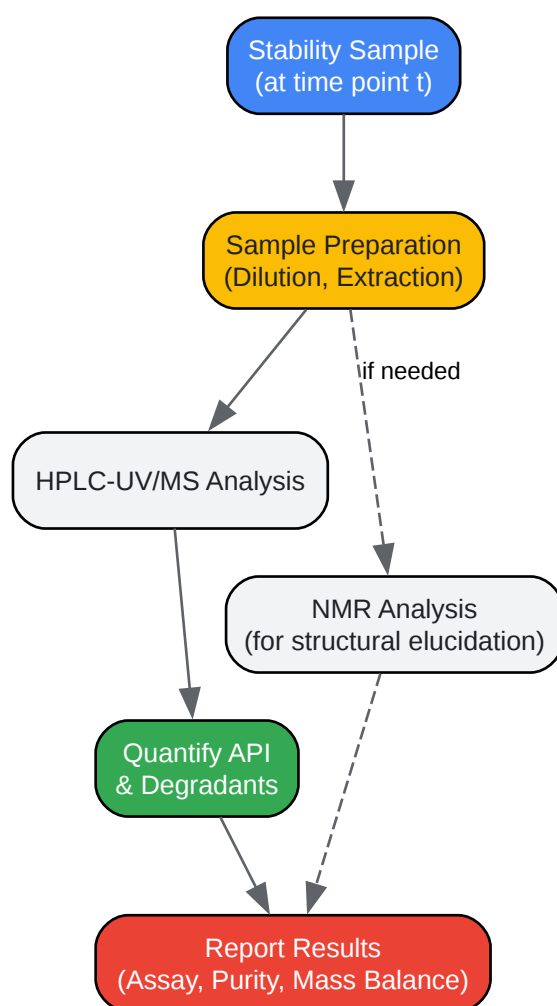 Stability Sample
(at time point t)
Sample Preparation
(Dilution, Extraction)
if needed
HPLC-UV/MS Analysis
NMR Analysis
(for structural elucidation)
Quantify API
& Degradants
Report Results
(Assay, Purity, Mass Balance)